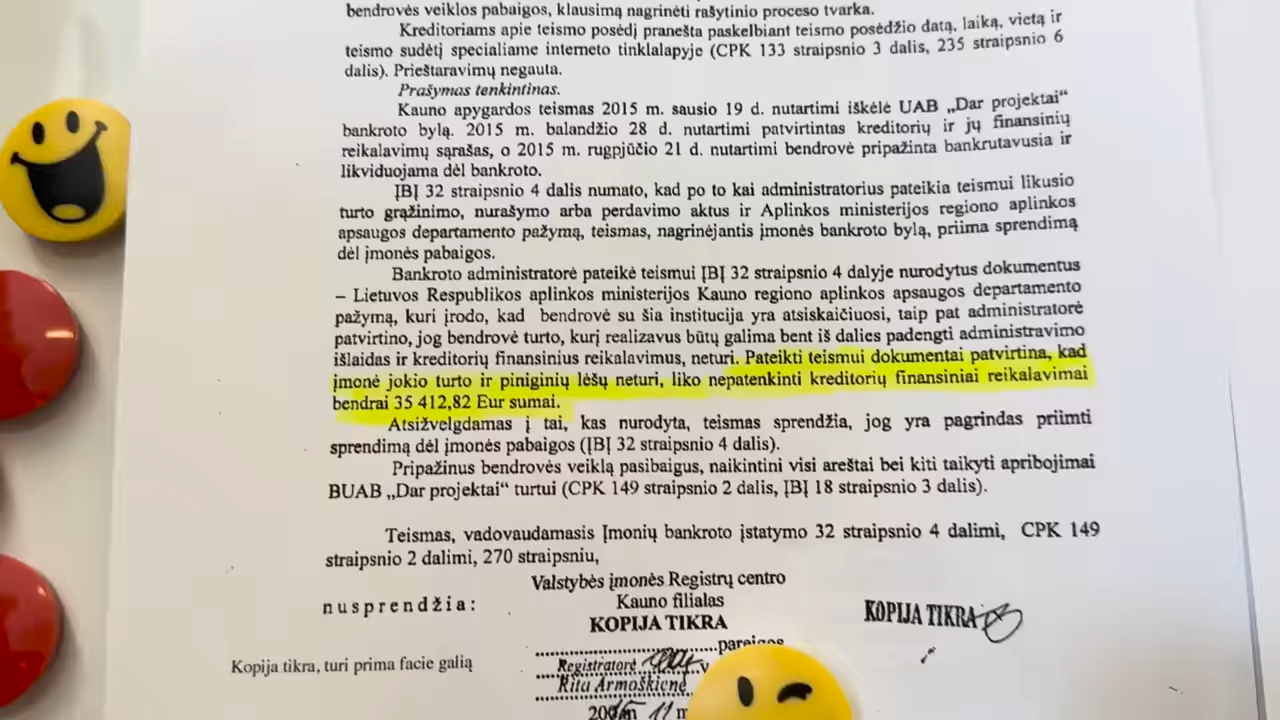 bendrovės veiklos pabaigos, klausimą nagrinėti rašytinio proceso tvarka.
Kreditoriams apie teismo posėdį pranešta paskelbiant teismo posėdžio datą, laiką, vietą ir
teismo sudėtį specialiame interneto tinklalapyje (CPK 133 straipsnio 3 dalis, 235 straipsnio 6
dalis). Prieštaravimų negauta.
Prašymas tenkintinas.
Kauno apygardos teismas 2015 m. sausio 19 d. nutartimi iškėlė UAB „Dar projektai“
bankroto bylą. 2015 m. balandžio 28 d. nutartimi patvirtintas kreditorių ir jų finansinių
reikalavimų sąrašas, o 2015 m. rugpjūčio 21 d. nutartimi bendrovė pripažinta bankrutavusia ir
likviduojama dėl bankroto.
ĮBĮ 32 straipsnio 4 dalis numato, kad po to kai administratorius pateikia teismui likusio
turto grąžinimo, nurašymo arba perdavimo aktus ir Aplinkos ministerijos regiono aplinkos
apsaugos departamento pažymą, teismas, nagrinėjantis įmonės bankroto bylą, priima sprendimą
dėl įmonės pabaigos.
Bankroto administratorė pateikė teismui ĮBĮ 32 straipsnio 4 dalyje nurodytus dokumentus
– Lietuvos Respublikos aplinkos ministerijos Kauno regiono aplinkos apsaugos departamento
pažymą, kuri įrodo, kad bendrovė su šia institucija yra atsiskaičiuosi, taip pat administratorė
patvirtino, jog bendrovė turto, kurį realizavus būtų galima bent iš dalies padengti administravimo
išlaidas ir kreditorių finansinius reikalavimus, neturi. Pateikti teismui dokumentai patvirtina, kad
įmonė jokio turto ir piniginių lėšų neturi, liko nepatenkinti kreditorių finansiniai reikalavimai
bendrai 35 412,82 Eur sumai.
Atsižvelgdamas į tai, kas nurodyta, teismas sprendžia, jog yra pagrindas priimti
sprendimą dėl įmonės pabaigos (ĮBĮ 32 straipsnio 4 dalis).
Pripažinus bendrovės veiklą pasibaigus, naikintini visi areštai bei kiti taikyti apribojimai
BUAB „Dar projektai“ turtui (CPK 149 straipsnio 2 dalis, ĮBĮ 18 straipsnio 3 dalis).
Teismas, vadovaudamasis Įmonių bankroto įstatymo 32 straipsnio 4 dalimi, CPK 149
straipsnio 2 dalimi, 270 straipsniu,
nusprendžia:
Valstybės įmonės Registrų centro
Kauno filialas
KOPIJA TIKRA
KOPIJA TIKRA
pareigos
Kopija tikra, turi prima facie galią
Registratorė
Rita Armoškienė